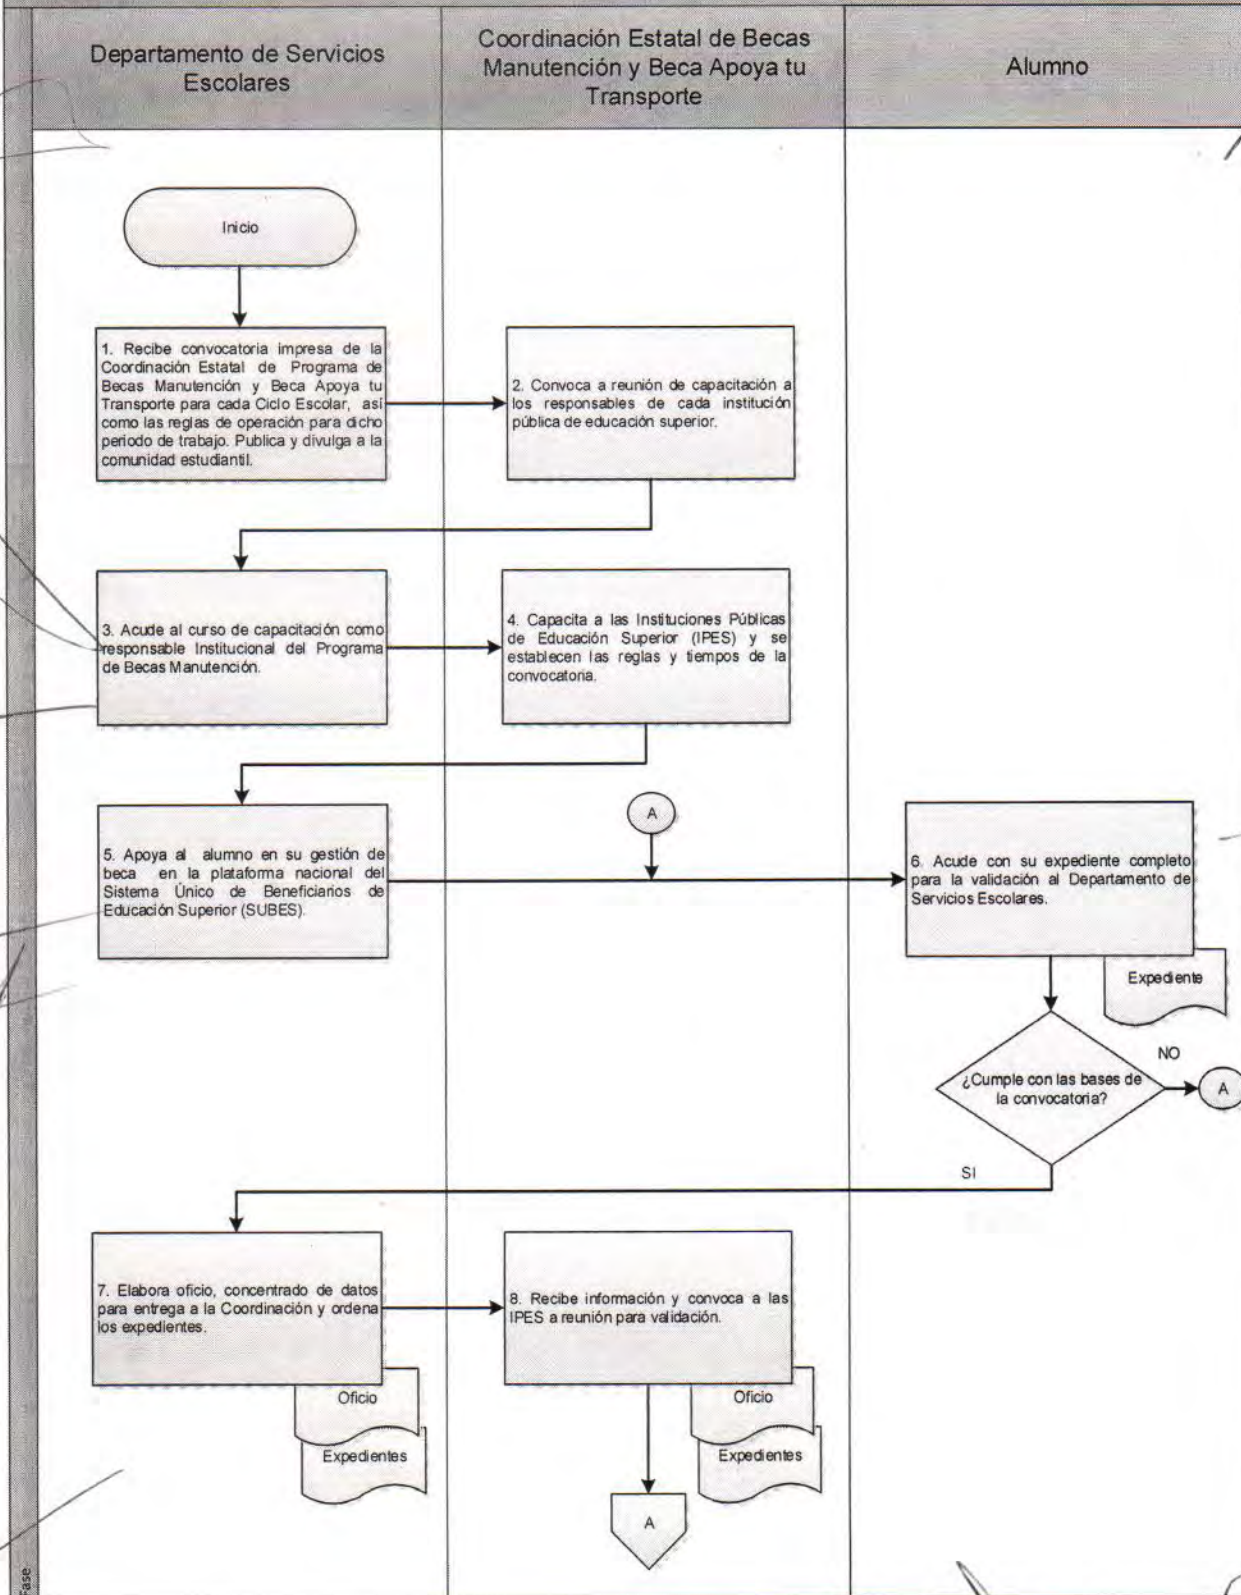 Departamento de Servicios
Escolares
Coordinación Estatal de Becas
Manutención y Beca Apoya tu
Transporte
Alumno
Inicio
1. Recibe convocatoria impresa de la
Coordinación Estatal de Programa de
Becas Manutención y Beca Apoya tu
Transporte para cada Ciclo Escolar, así
como las reglas de operación para dicho
periodo de trabajo. Publica y divulga a la
comunidad estudiantil.
2. Convoca a reunión de capacitación a
los responsables de cada institución
pública de educación superior.
3. Acude al curso de capacitación como
responsable Institucional del Programa
de Becas Manutención.
4. Capacita a las Instituciones Públicas
de Educación Superior (IPES) y se
establecen las reglas y tiempos de la
convocatoria.
5. Apoya al alumno en su gestión de
beca en la plataforma nacional del
Sistema Único de Beneficiarios de
Educación Superior (SUBES).
A
6. Acude con su expediente completo
para la validación al Departamento de
Servicios Escolares.
Expediente
¿Cumple con las bases de
la convocatoria?
NO
A
SI
7. Elabora oficio, concentrado de datos
para entrega a la Coordinación y ordena
los expedientes.
Oficio
Expedientes
8. Recibe información y convoca a las
IPES a reunión para validación.
Oficio
Expedientes
A
Fase